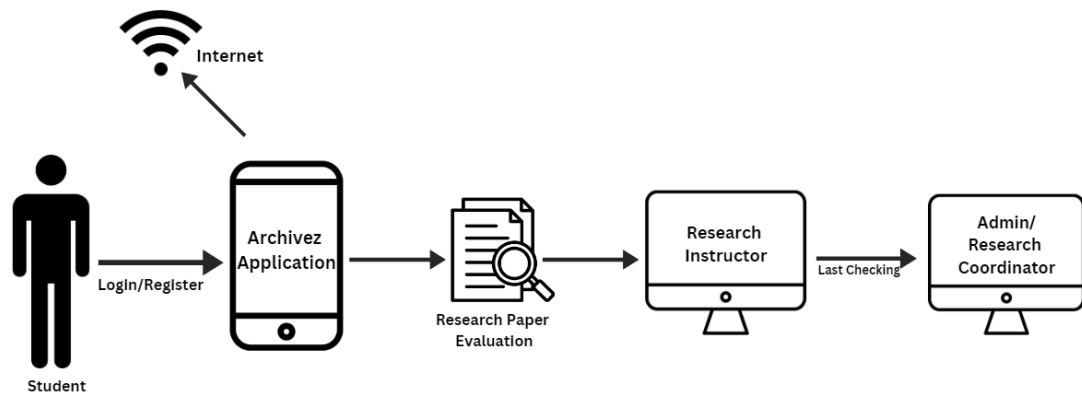 Internet
Archivez
Application
Login/Register
Student
Research Paper
Evaluation
Research
Instructor
Last Checking
Admin/
Research
Coordinator